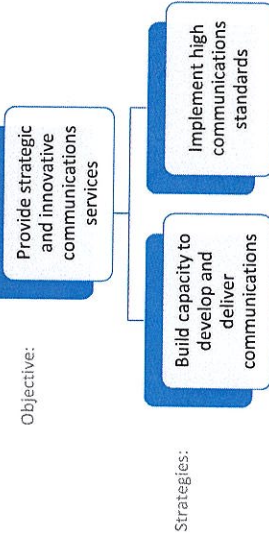 Objective:
Provide strategic
and innovative
communications
services
Strategies:
Build capacity to
develop and
deliver
communications
Implement high
communications
standards